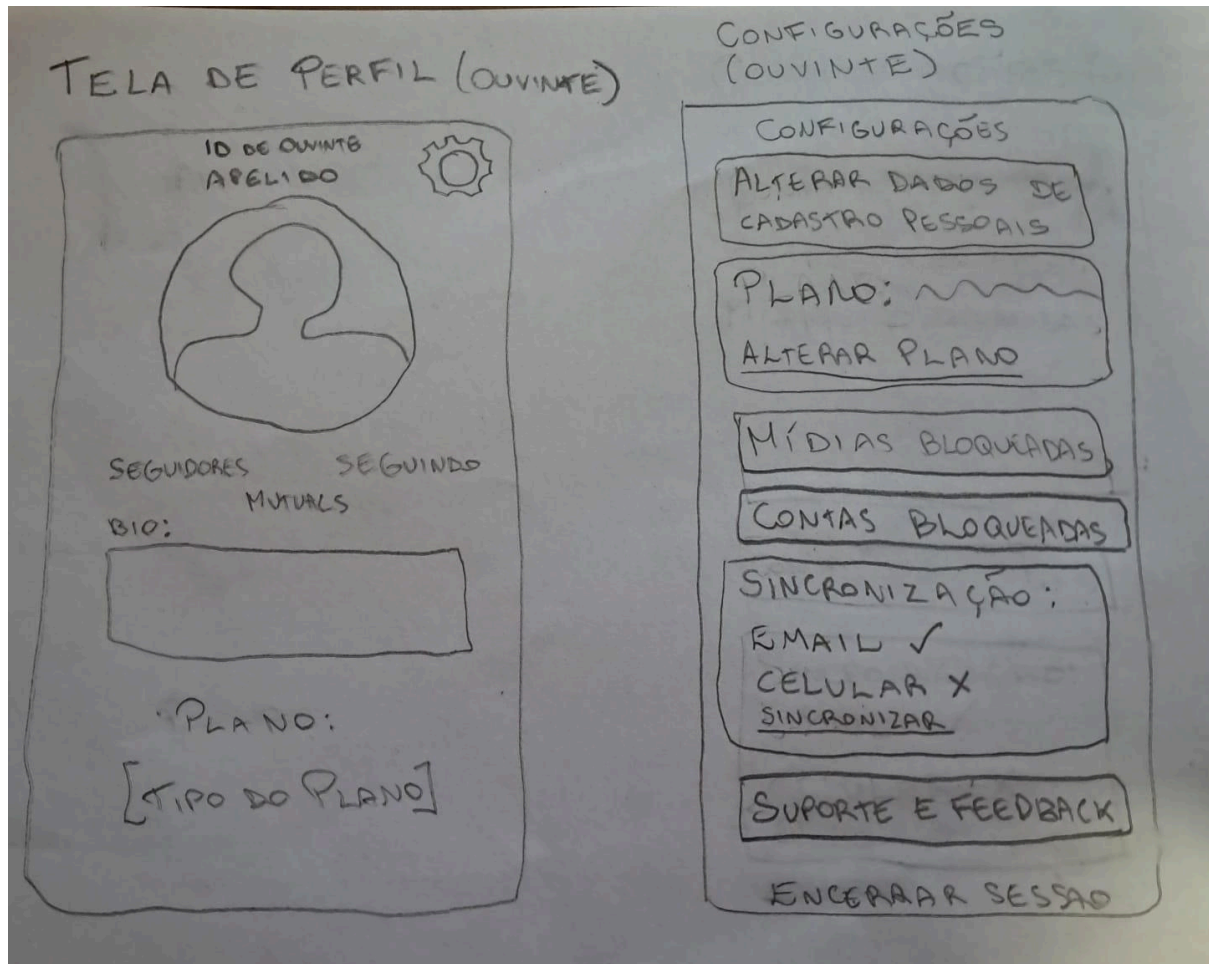 TELA DE PERFIL (OUVINTE)
ID DE OUVINTE
APELIDO
SEGUIDORES SEGUINDO
MUTUALS
BIO:
PLANO:
[TIPO DO PLANO]
CONFIGURAÇÕES
(OUVINTE)
CONFIGURAÇÕES
ALTERAR DADOS DE
CADASTRO PESSOAIS
PLANO:
ALTERAR PLANO
MÍDIAS BLOQUEADAS
CONTAS BLOQUEADAS
SINCRONIZAÇÃO:
EMAIL ✓
CELULAR X
SINCRONIZAR
SUPORTE E FEEDBACK
ENCERRAR SESSÃO